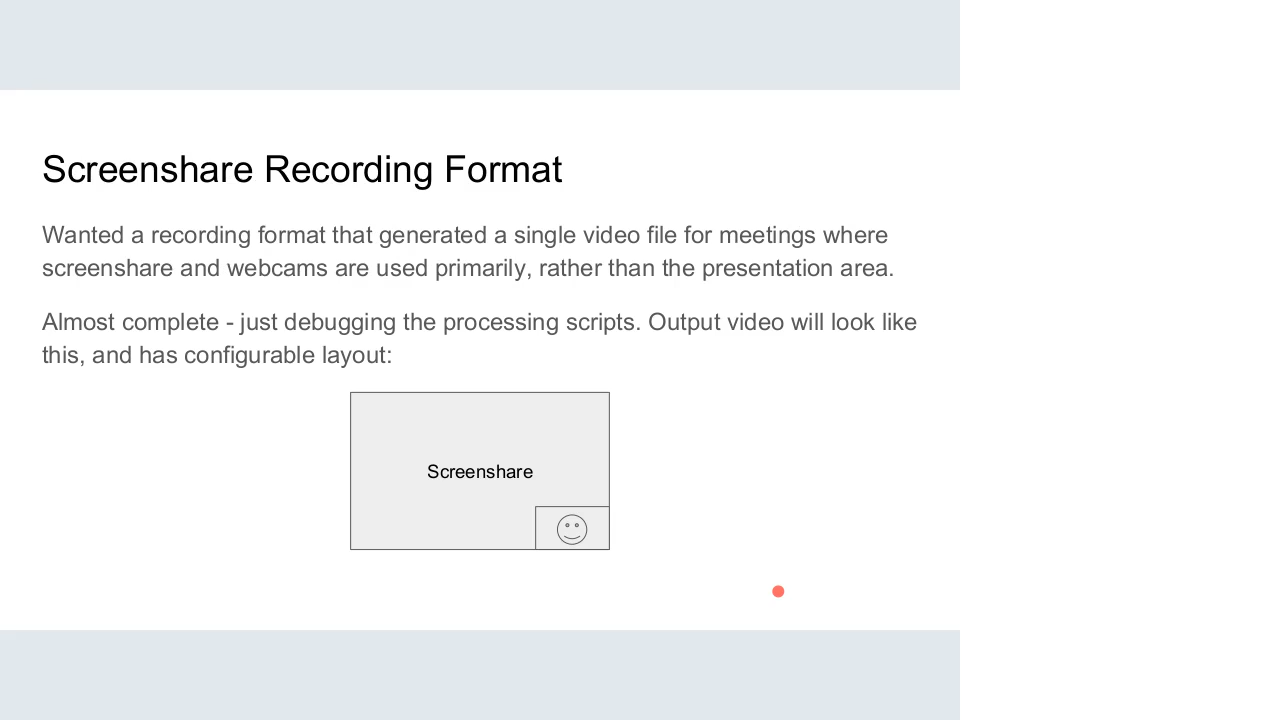 Screenshare Recording Format
Wanted a recording format that generated a single video file for meetings where
screenshare and webcams are used primarily, rather than the presentation area.
Almost complete - just debugging the processing scripts. Output video will look like
this, and has configurable layout:
Screenshare